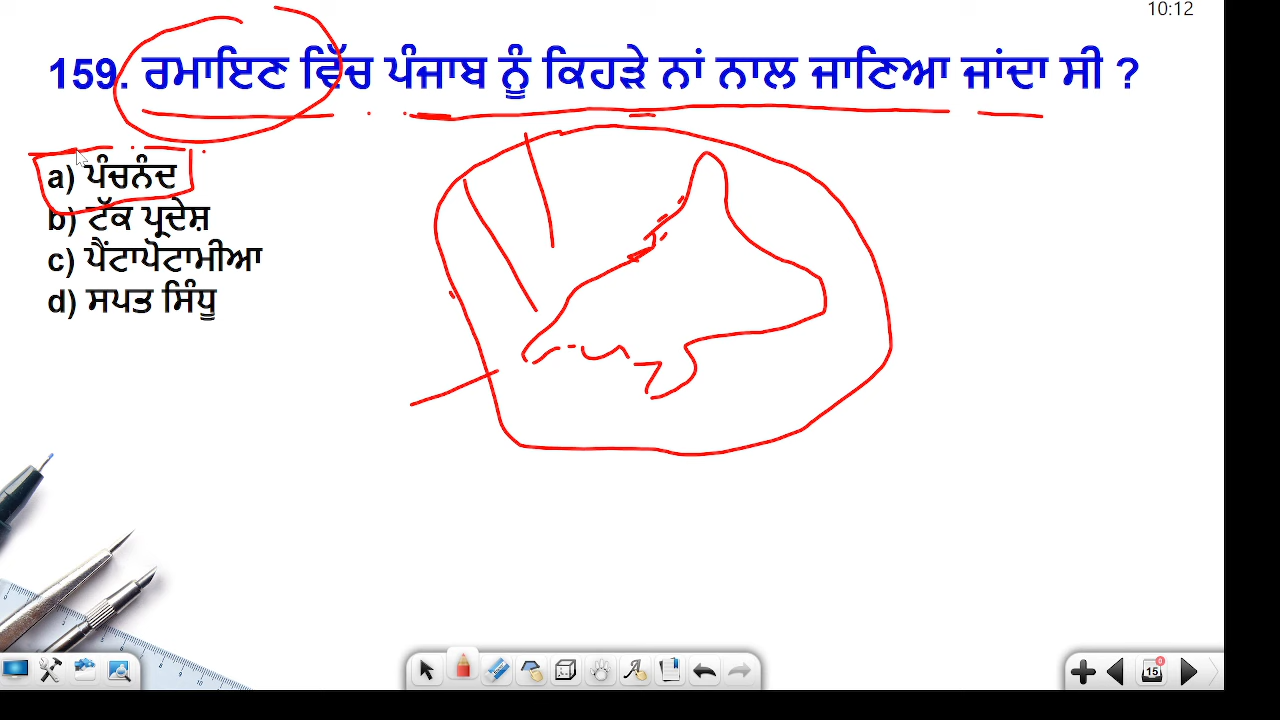 10:12
159. ਰਮਾਇਣ ਵਿੱਚ ਪੰਜਾਬ ਨੂੰ ਕਿਹੜੇ ਨਾਂ ਨਾਲ ਜਾਣਿਆ ਜਾਂਦਾ ਸੀ ?
a) ਪੰਚਨੰਦ
b) ਟੱਕ ਪ੍ਰਦੇਸ਼
c) ਪੈਂਟਾਪੋਟਾਮੀਆ
d) ਸਪਤ ਸਿੰਧੂ
15